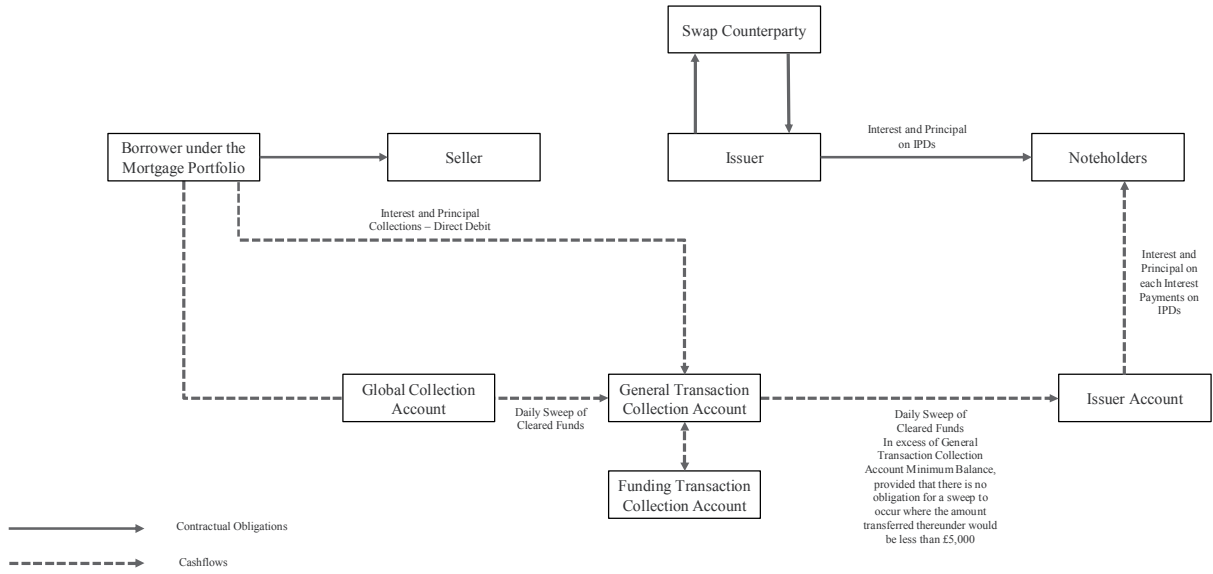 Swap Counterparty
Borrower under the
Mortgage Portfolio
Seller
Issuer
Interest and Principal
on IPDs
Noteholders
Interest and Principal
Collections – Direct Debit
Interest and
Principal on
each Interest
Payments on
IPDs
Global Collection
Account
Daily Sweep of
Cleared Funds
General Transaction
Collection Account
Daily Sweep of
Cleared Funds
In excess of General
Transaction Collection
Account Minimum Balance,
provided that there is no
obligation for a sweep to
occur where the amount
transferred thereunder would
be less than £5,000
Issuer Account
Funding Transaction
Collection Account
Contractual Obligations
Cashflows